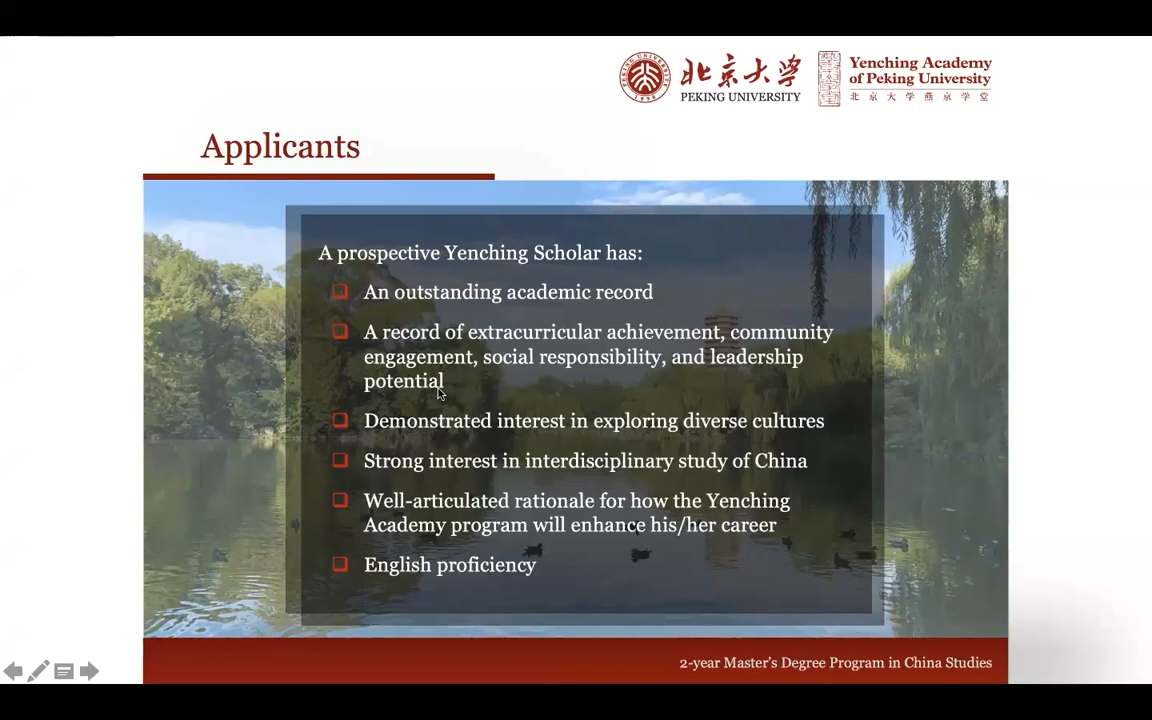 北京大学
PEKING UNIVERSITY
Yenching Academy
of Peking University
北京大学燕京学堂
Applicants
A prospective Yenching Scholar has:
An outstanding academic record
A record of extracurricular achievement, community
engagement, social responsibility, and leadership
potential
Demonstrated interest in exploring diverse cultures
Strong interest in interdisciplinary study of China
Well-articulated rationale for how the Yenching
Academy program will enhance his/her career
English proficiency
2-year Master's Degree Program in China Studies